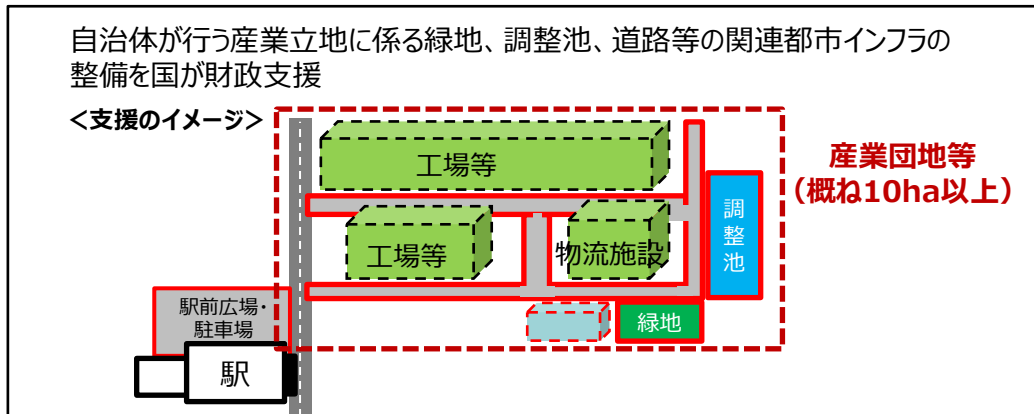 自治体が行う産業立地に係る緑地、調整池、道路等の関連都市インフラの
整備を国が財政支援
<支援のイメージ>
工場等
産業団地等
(概ね10ha以上)
調整池
工場等
物流施設
駅前広場・
駐車場
緑地
駅